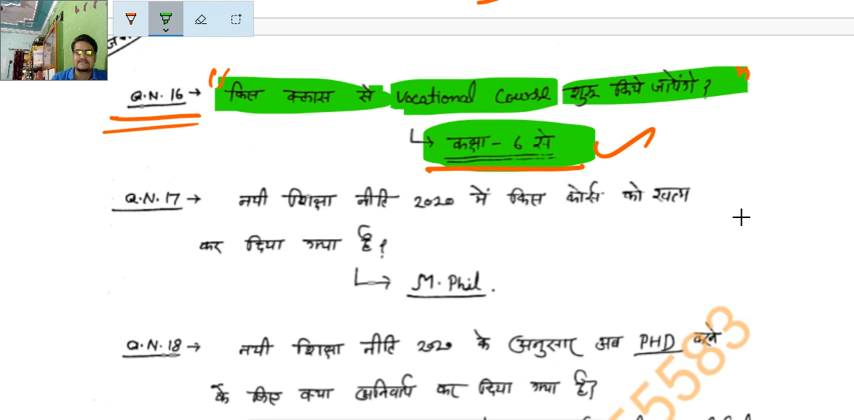 Q.N. 16 → " किस क्लास से Vocational Course शुरू किये जायेंगे ? "
↳ कक्षा - 6 से
Q.N. 17 → नयी शिक्षा नीति 2020 में किस कोर्स को खत्म
कर दिया गया है ?
↳ M. Phil .
Q.N. 18 → नयी शिक्षा नीति 2020 के अनुसार अब PHD करने
के लिए क्या अनिवार्य कर दिया गया है ?
55583